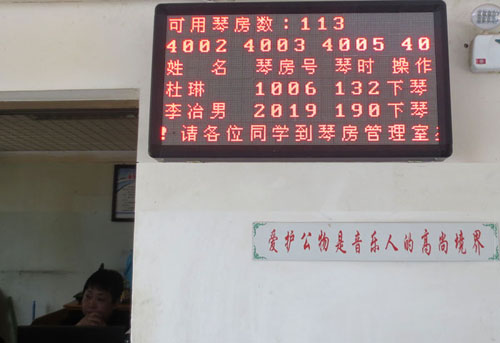 可用琴房数：113
4002 4003 4005 40
姓 名 琴房号 琴时 操作
杜琳 1006 132 下琴
李冶男 2019 190 下琴
! 请各位同学到琴房管理室
爱护公物是音乐人的高尚境界